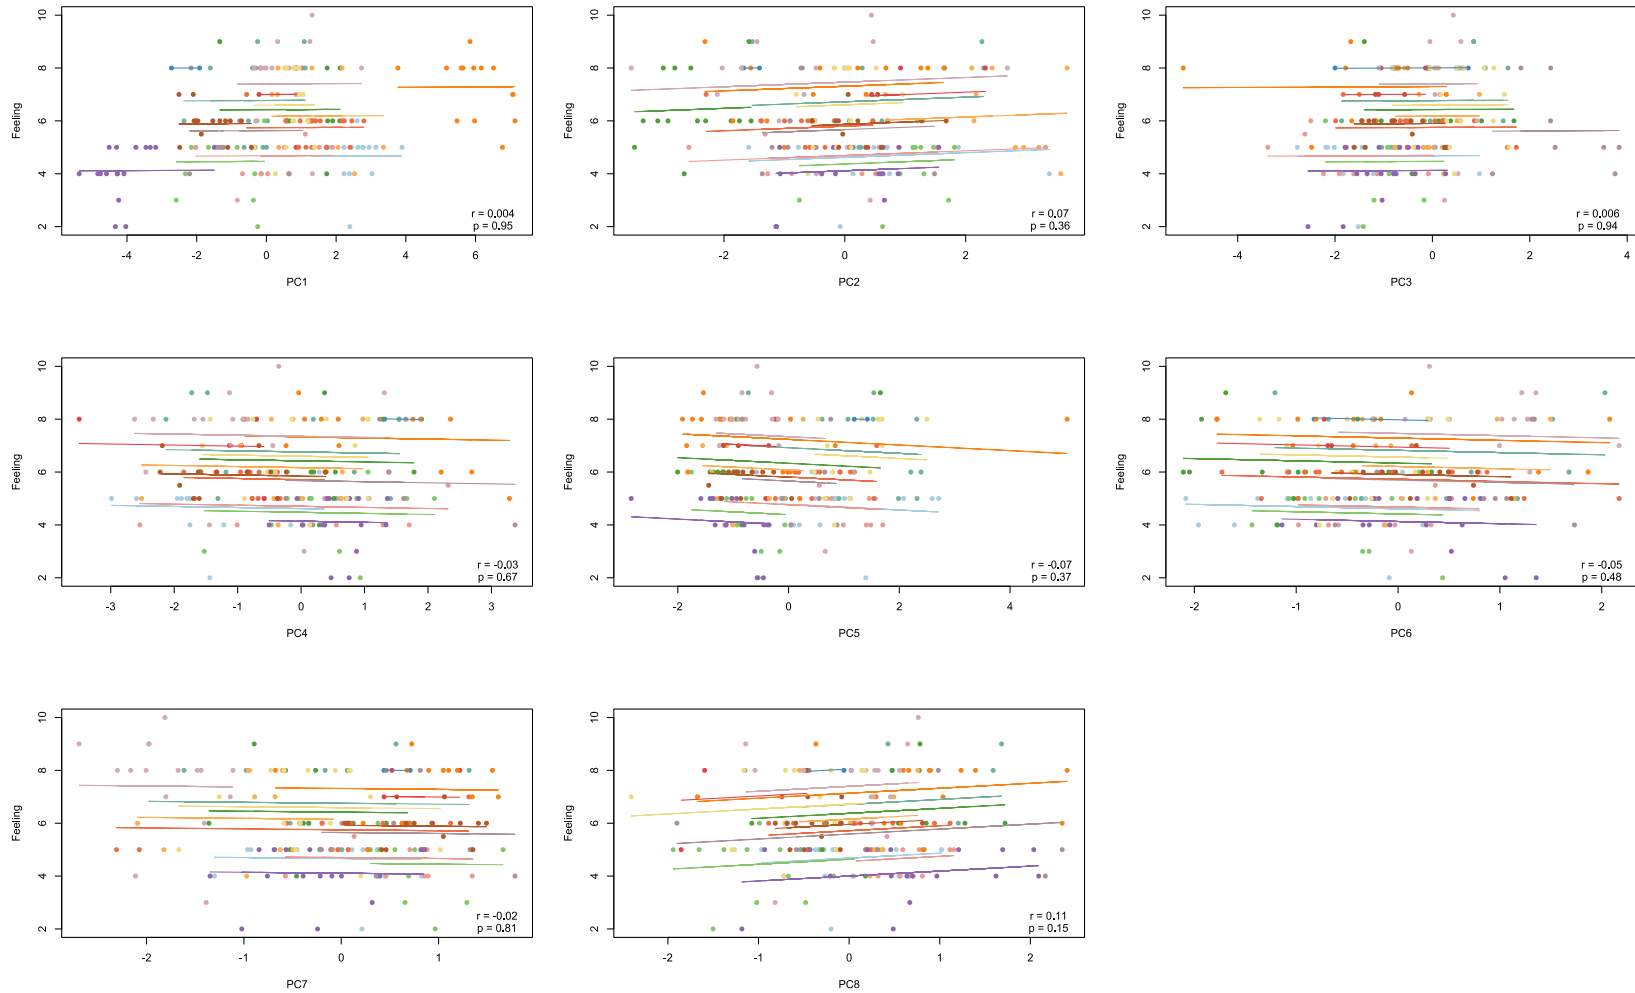 10
8
6
4
2
Feeling
r = 0.004
p = 0.95
-4 -2 0 2 4 6
PC1
10
8
6
4
2
Feeling
r = 0.07
p = 0.36
-2 0 2
PC2
10
8
6
4
2
Feeling
r = 0.006
p = 0.94
-4 -2 0 2 4
PC3
10
8
6
4
2
Feeling
r = -0.03
p = 0.67
-3 -2 -1 0 1 2 3
PC4
10
8
6
4
2
Feeling
r = -0.07
p = 0.37
-2 0 2 4
PC5
10
8
6
4
2
Feeling
r = -0.05
p = 0.48
-2 -1 0 1 2
PC6
10
8
6
4
2
Feeling
r = -0.02
p = 0.81
-2 -1 0 1
PC7
10
8
6
4
2
Feeling
r = 0.11
p = 0.15
-2 -1 0 1 2
PC8